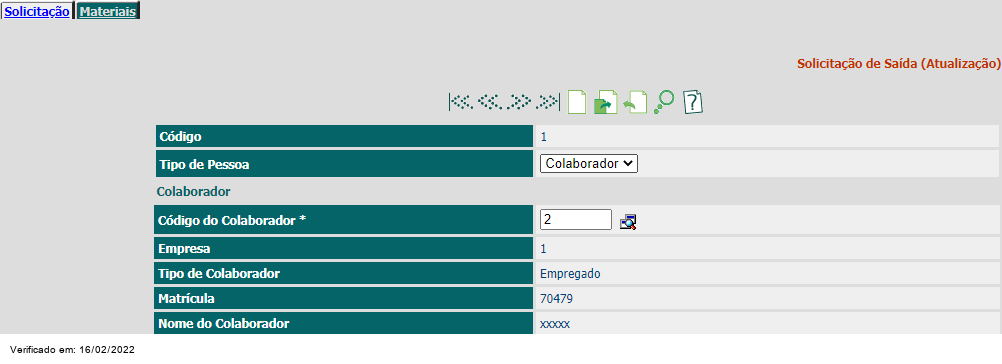 Solicitação Materiais
Solicitação de Saída (Atualização)
Código 1
Tipo de Pessoa Colaborador
Colaborador
Código do Colaborador * 2
Empresa 1
Tipo de Colaborador Empregado
Matrícula 70479
Nome do Colaborador xxxxx
Verificado em: 16/02/2022